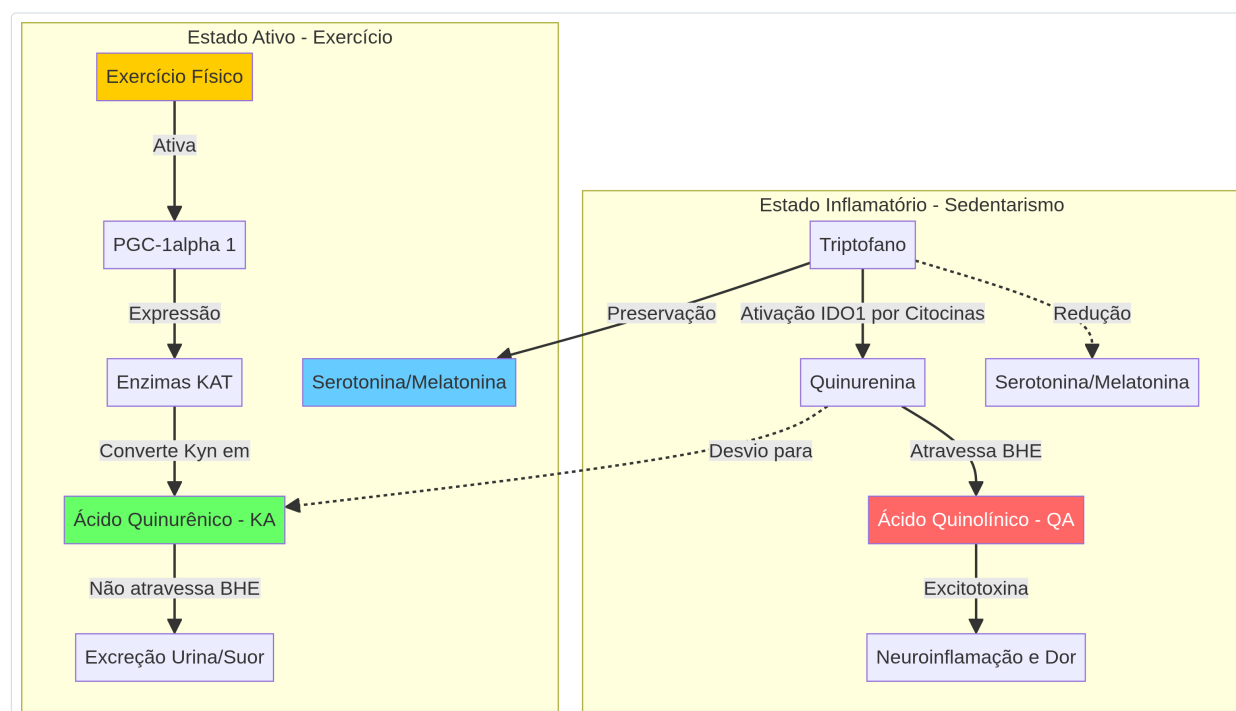 Estado Ativo - Exercício
Exercício Físico
Ativa
PGC-1alpha 1
Expressão
Enzimas KAT
Serotonina/Melatonina
Converte Kyn em
Ácido Quinurênico - KA
Não atravessa BHE
Excreção Urina/Suor
Estado Inflamatório - Sedentarismo
Triptofano
Preservação
Ativação IDO1 por Citocinas
Redução
Quinurenina
Serotonina/Melatonina
Desvio para
Atravessa BHE
Ácido Quinolínico - QA
Excitotoxina
Neuroinflamação e Dor